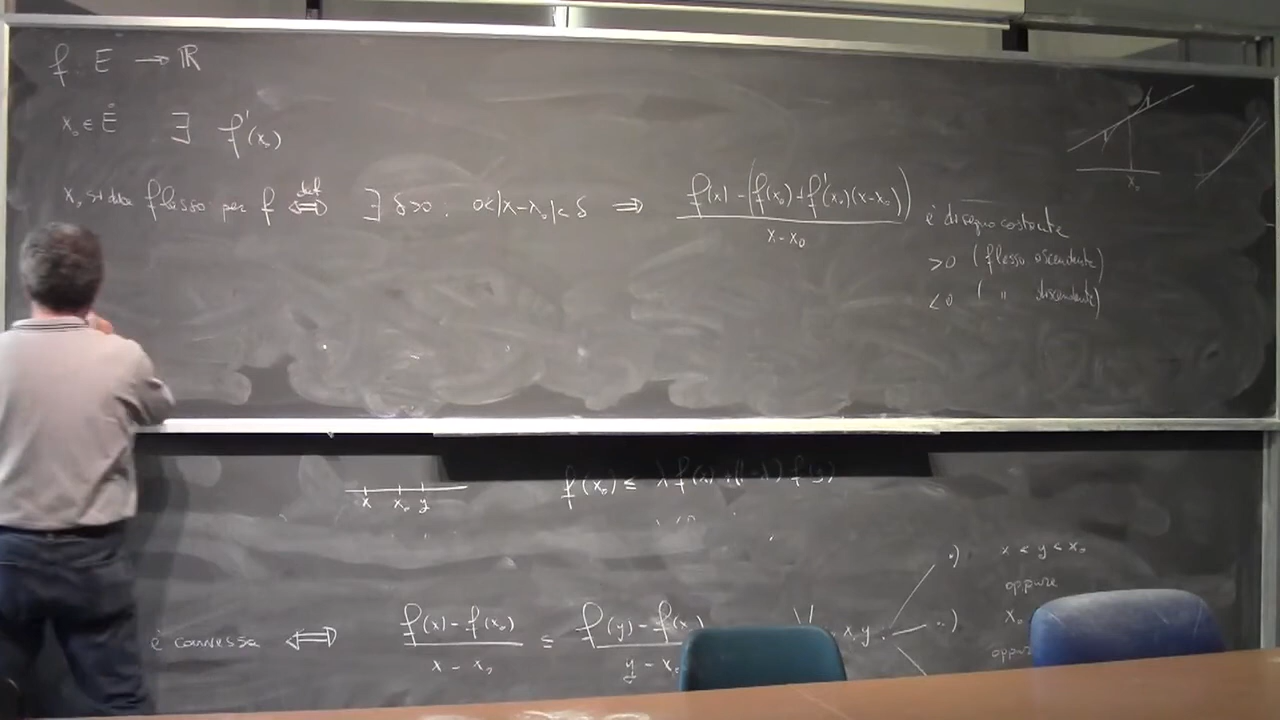 f: E → ℝ
x₀ ∈ E̊ ∃ f'(x₀)
x₀ si dice flesso per f ⇔ def ∃ δ>0 : 0<|x-x₀|<δ ⇒ (f(x) - (f(x₀) + f'(x₀)(x-x₀))) / (x-x₀) è di segno costante
>0 (flesso ascendente)
<0 ( " discendente)
x₀
x x₀ y
f(x₀) ≤ λ f(x) + (1-λ) f(y)
è convessa ⇔ (f(x) - f(x₀)) / (x - x₀) ≤ (f(y) - f(x₀)) / (y - x₀) ∀ x,y
.) x < y < x₀
oppure
..) x₀
oppure